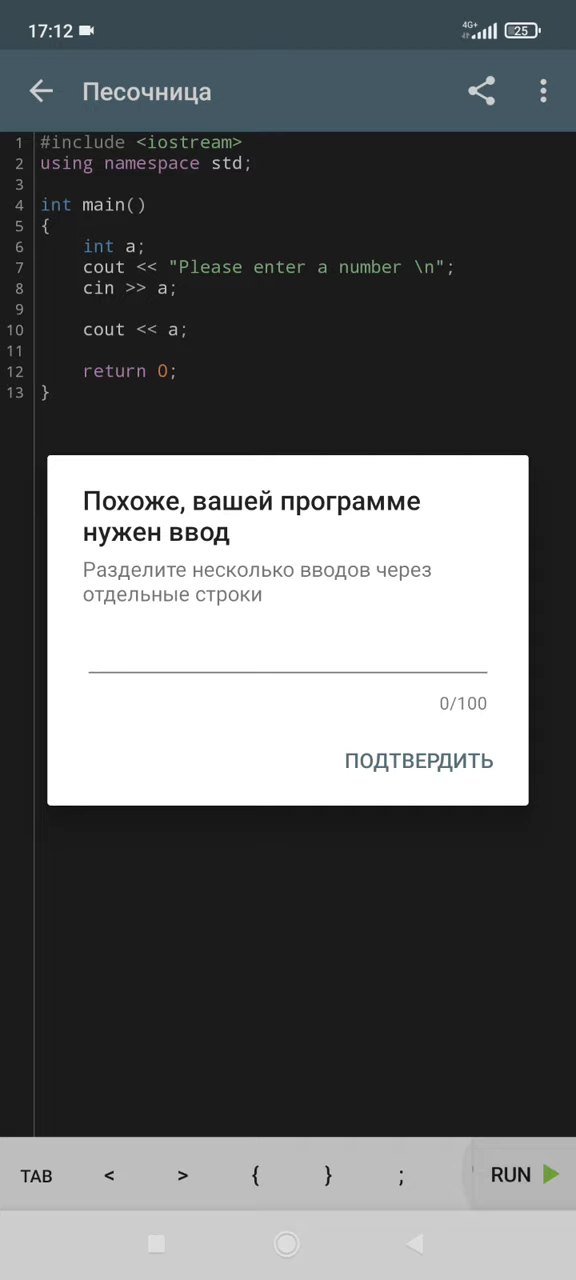 17:12 4G+ 25
Песочница
1 #include <iostream>
2 using namespace std;
3
4 int main()
5 {
6 int a;
7 cout << "Please enter a number \n";
8 cin >> a;
9
10 cout << a;
11
12 return 0;
13 }
Похоже, вашей программе
нужен ввод
Разделите несколько вводов через
отдельные строки
0/100
ПОДТВЕРДИТЬ
TAB < > { } ; RUN